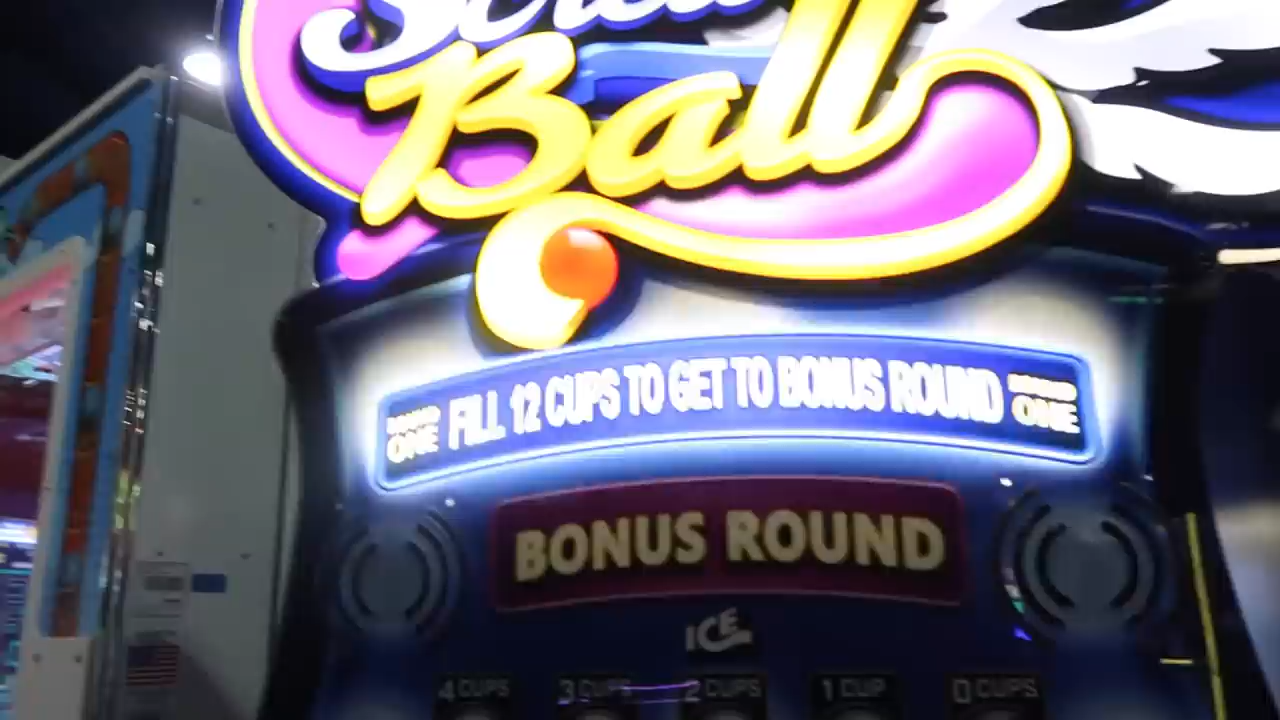 Screw
Ball
ROUND ONE FILL 12 CUPS TO GET TO BONUS ROUND ROUND ONE
BONUS ROUND
ICE
4 CUPS 3 CUPS 2 CUPS 1 CUP 0 CUPS